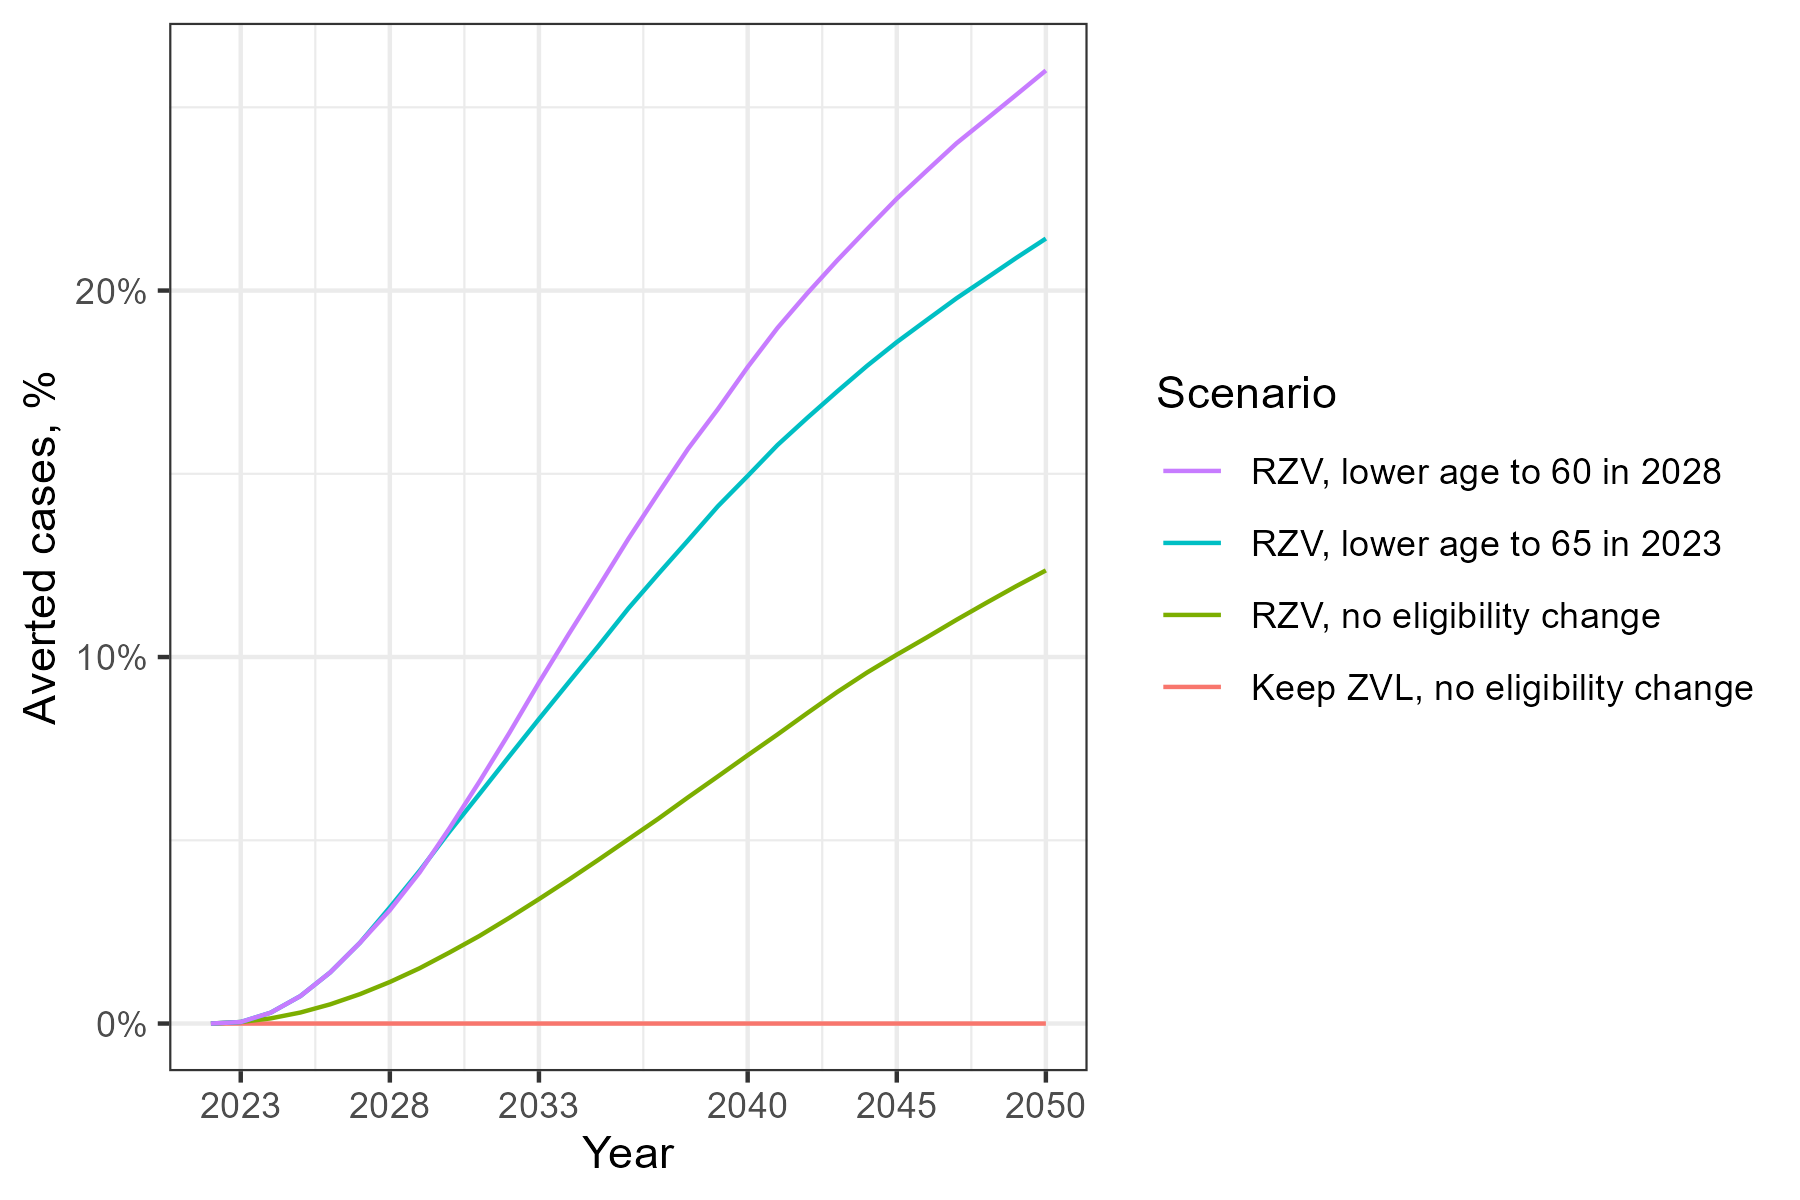 Averted cases, %
20%
10%
0%
2023 2028 2033 2040 2045 2050
Year
Scenario
RZV, lower age to 60 in 2028
RZV, lower age to 65 in 2023
RZV, no eligibility change
Keep ZVL, no eligibility change